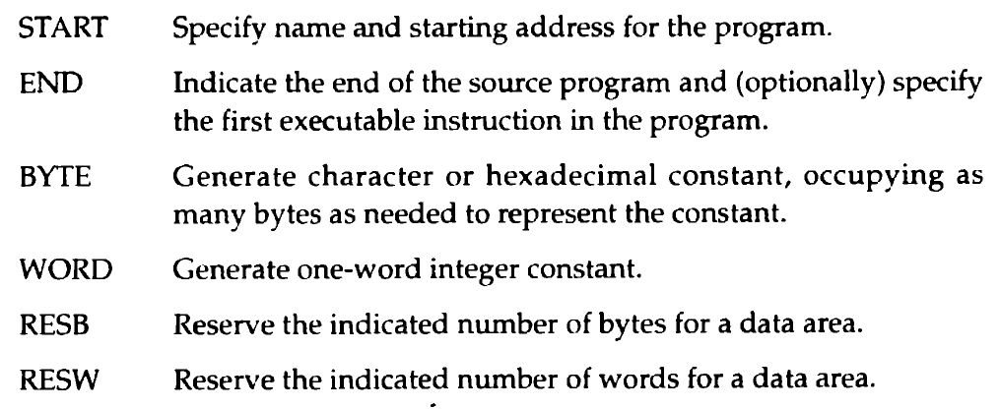 START Specify name and starting address for the program.
END Indicate the end of the source program and (optionally) specify
the first executable instruction in the program.
BYTE Generate character or hexadecimal constant, occupying as
many bytes as needed to represent the constant.
WORD Generate one-word integer constant.
RESB Reserve the indicated number of bytes for a data area.
RESW Reserve the indicated number of words for a data area.